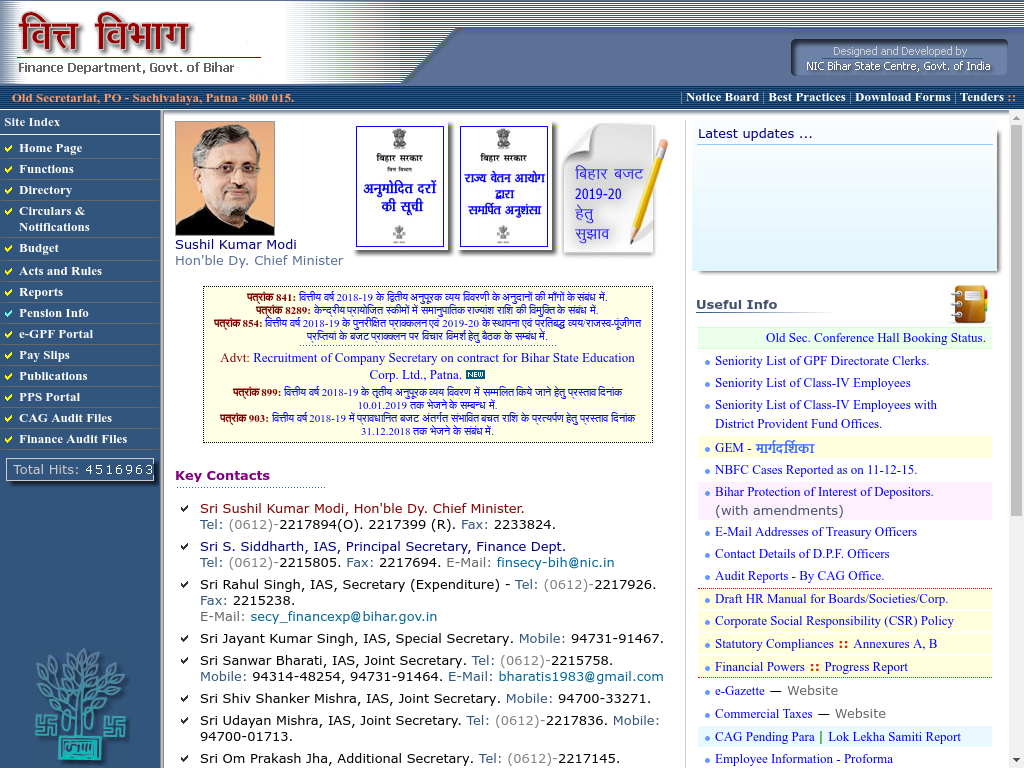 वित्त विभाग
Finance Department, Govt. of Bihar
Designed and Developed by
NIC Bihar State Centre, Govt. of India
Old Secretariat, PO - Sachivalaya, Patna - 800 015.
| Notice Board | Best Practices | Download Forms | Tenders ::
Site Index
Home Page
Functions
Directory
Circulars &
Notifications
Budget
Acts and Rules
Reports
Pension Info
e-GPF Portal
Pay Slips
Publications
PPS Portal
CAG Audit Files
Finance Audit Files
Total Hits: 4516963
Sushil Kumar Modi
Hon'ble Dy. Chief Minister
बिहार सरकार
वित्त विभाग
अनुमोदित दरों
की सूची
बिहार सरकार
राज्य वेतन आयोग
द्वारा
समर्पित अनुशंसा
बिहार बजट
2019-20
हेतु
सुझाव
पत्रांक 841: वित्तीय वर्ष 2018-19 के द्वितीय अनुपूरक व्यय विवरणी के अनुदानों की माँगों के संबंध में.
पत्रांक 8289: केन्द्रीय प्रायोजित स्कीमों में समानुपातिक राज्यांश राशि की विमुक्ति के संबंध में.
पत्रांक 854: वित्तीय वर्ष 2018-19 के पुनरीक्षित प्राक्कलन एवं 2019-20 के स्थापना एवं प्रतिबद्ध व्यय/राजस्व-पूंजीगत
प्राप्तियों के बजट प्राक्कलन पर विचार विमर्श हेतु बैठक के सम्बन्ध में.
Advt: Recruitment of Company Secretary on contract for Bihar State Education
Corp. Ltd., Patna. NEW
पत्रांक 899: वित्तीय वर्ष 2018-19 के तृतीय अनुपूरक व्यय विवरण में सम्मलित किये जाने हेतु प्रस्ताव दिनांक
10.01.2019 तक भेजने के सम्बन्ध में.
पत्रांक 903: वित्तीय वर्ष 2018-19 में प्रावधानित बजट अंतर्गत संभावित बचत राशि के प्रत्यर्पण हेतु प्रस्ताव दिनांक
31.12.2018 तक भेजने के संबंध में.
Key Contacts
Sri Sushil Kumar Modi, Hon'ble Dy. Chief Minister.
Tel: (0612)-2217894(O). 2217399 (R). Fax: 2233824.
Sri S. Siddharth, IAS, Principal Secretary, Finance Dept.
Tel: (0612)-2215805. Fax: 2217694. E-Mail: finsecy-bih@nic.in
Sri Rahul Singh, IAS, Secretary (Expenditure) - Tel: (0612)-2217926.
Fax: 2215238.
E-Mail: secy_financexp@bihar.gov.in
Sri Jayant Kumar Singh, IAS, Special Secretary. Mobile: 94731-91467.
Sri Sanwar Bharati, IAS, Joint Secretary. Tel: (0612)-2215758.
Mobile: 94314-48254, 94731-91464. E-Mail: bharatis1983@gmail.com
Sri Shiv Shanker Mishra, IAS, Joint Secretary. Mobile: 94700-33271.
Sri Udayan Mishra, IAS, Joint Secretary. Tel: (0612)-2217836. Mobile:
94700-01713.
Sri Om Prakash Jha, Additional Secretary. Tel: (0612)-2217145.
Latest updates ...
Useful Info
Old Sec. Conference Hall Booking Status.
Seniority List of GPF Directorate Clerks.
Seniority List of Class-IV Employees
Seniority List of Class-IV Employees with
District Provident Fund Offices.
GEM - मार्गदर्शिका
NBFC Cases Reported as on 11-12-15.
Bihar Protection of Interest of Depositors.
(with amendments)
E-Mail Addresses of Treasury Officers
Contact Details of D.P.F. Officers
Audit Reports - By CAG Office.
Draft HR Manual for Boards/Societies/Corp.
Corporate Social Responsibility (CSR) Policy
Statutory Compliances :: Annexures A, B
Financial Powers :: Progress Report
e-Gazette — Website
Commercial Taxes — Website
CAG Pending Para | Lok Lekha Samiti Report
Employee Information - Proforma